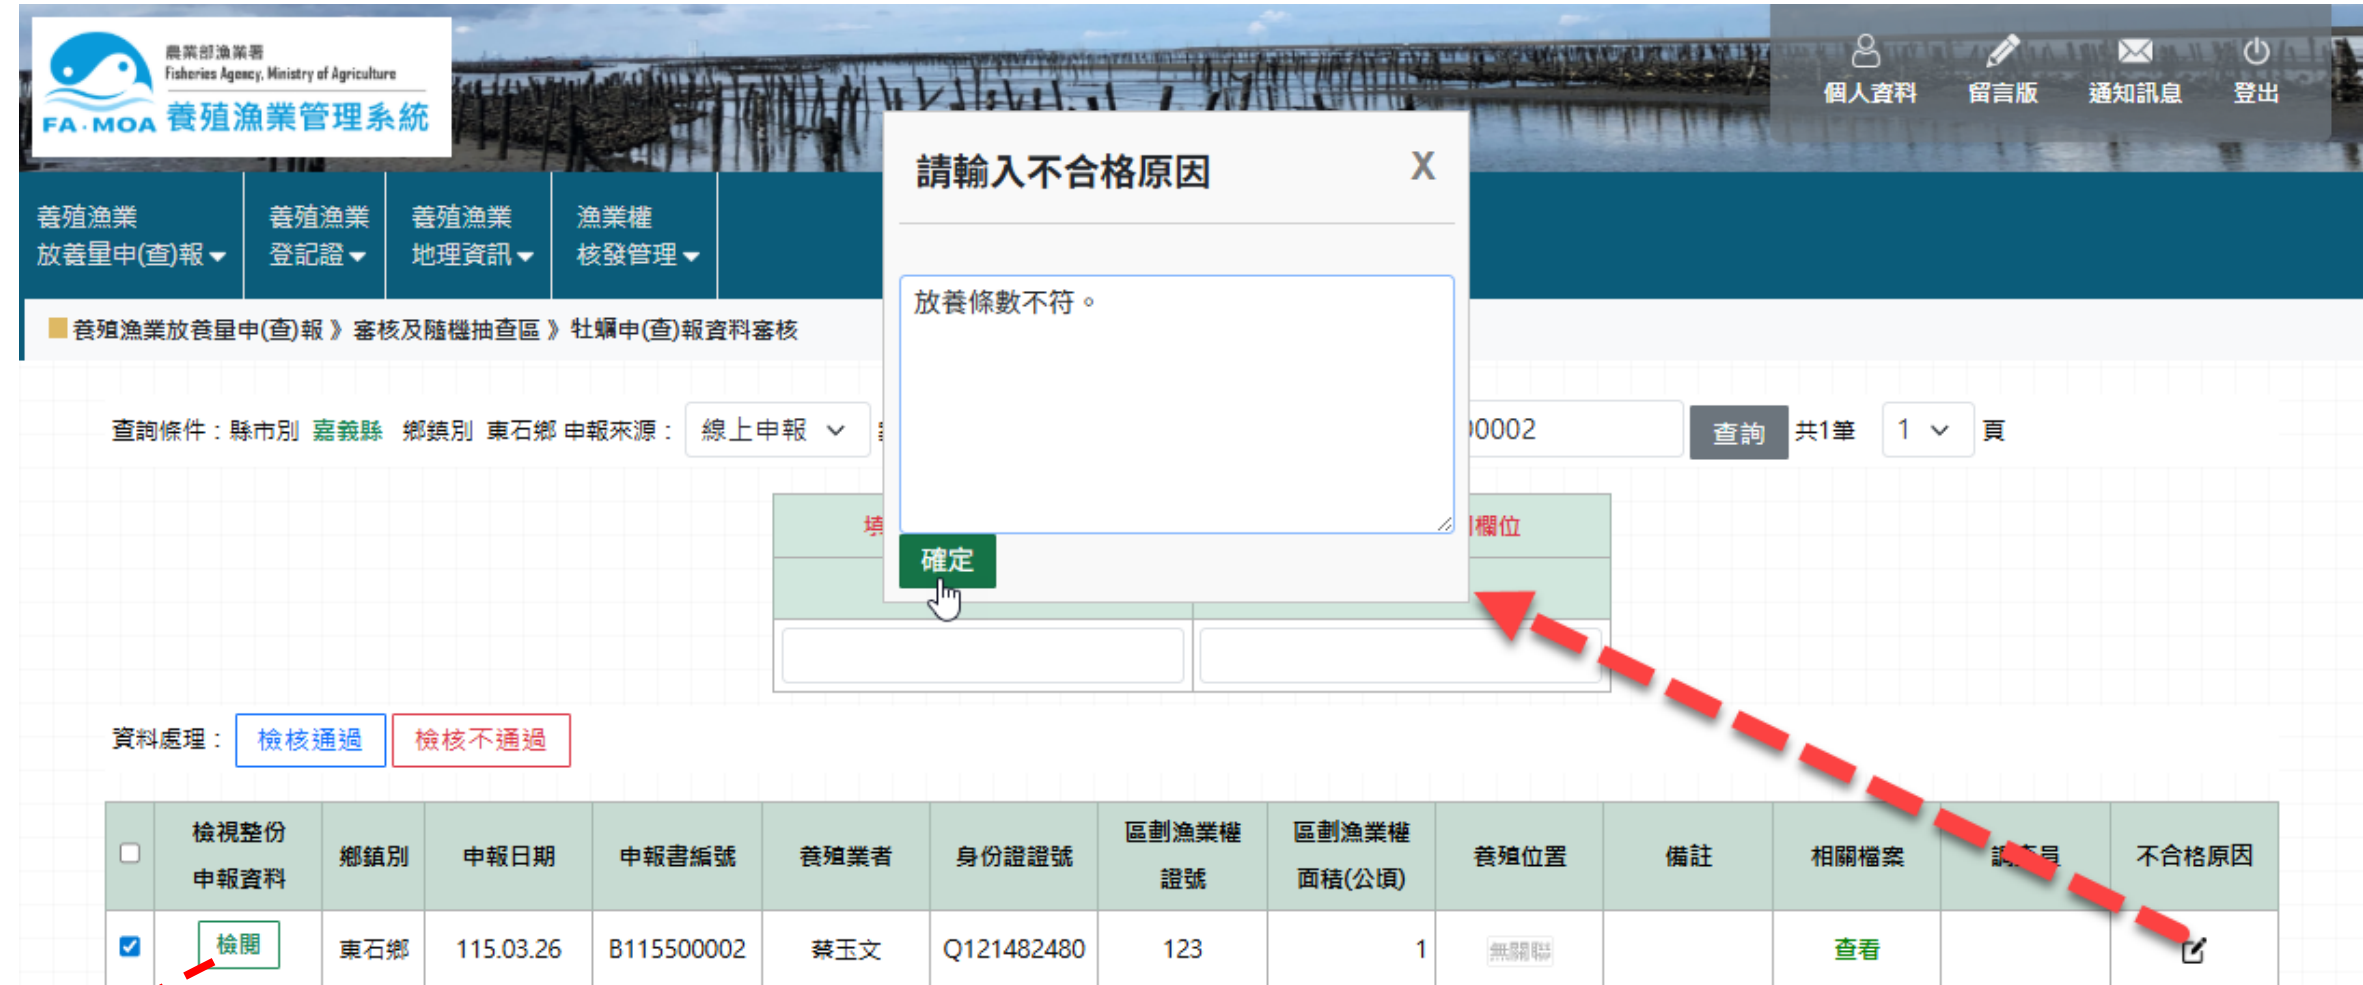 農業部漁業署
Fisheries Agency, Ministry of Agriculture
養殖漁業管理系統
FA·MOA
個人資料
留言版
通知訊息
登出
養殖漁業
放養量申(查)報
養殖漁業
登記證
養殖漁業
地理資訊
漁業權
核發管理
請輸入不合格原因 X
放養條數不符。
確定
養殖漁業放養量申(查)報 》審核及隨機抽查區 》牡蠣申(查)報資料審核
查詢條件：縣市別 嘉義縣 鄉鎮別 東石鄉 申報來源： 線上申報
00002 查詢 共1筆 1 頁
欄位
資料處理： 檢核通過 檢核不通過
檢視整份
申報資料
鄉鎮別
申報日期
申報書編號
養殖業者
身份證證號
區劃漁業權
證號
區劃漁業權
面積(公頃)
養殖位置
備註
相關檔案
不合格原因
檢閱 東石鄉 115.03.26 B115500002 蔡玉文 Q121482480 123 1 無關聯 查看